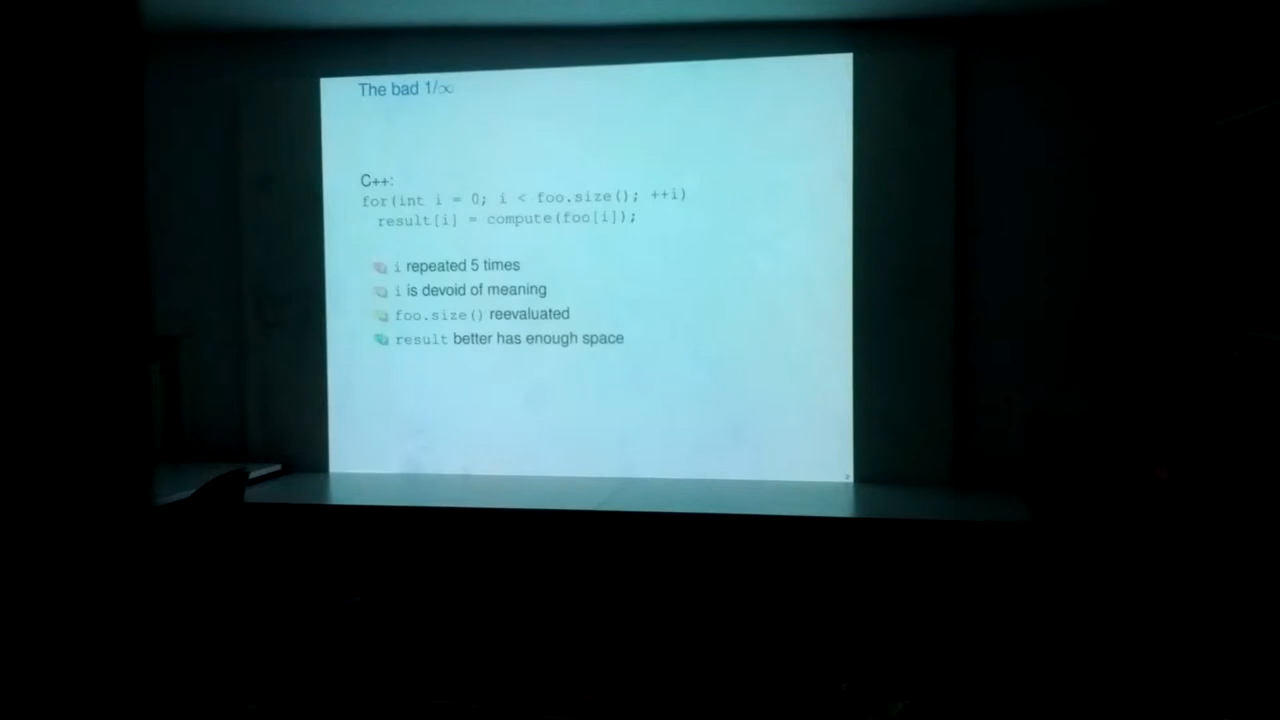 The bad 1/∞
C++:
for(int i = 0; i < foo.size(); ++i)
result[i] = compute(foo[i]);
i repeated 5 times
i is devoid of meaning
foo.size() reevaluated
result better has enough space
2